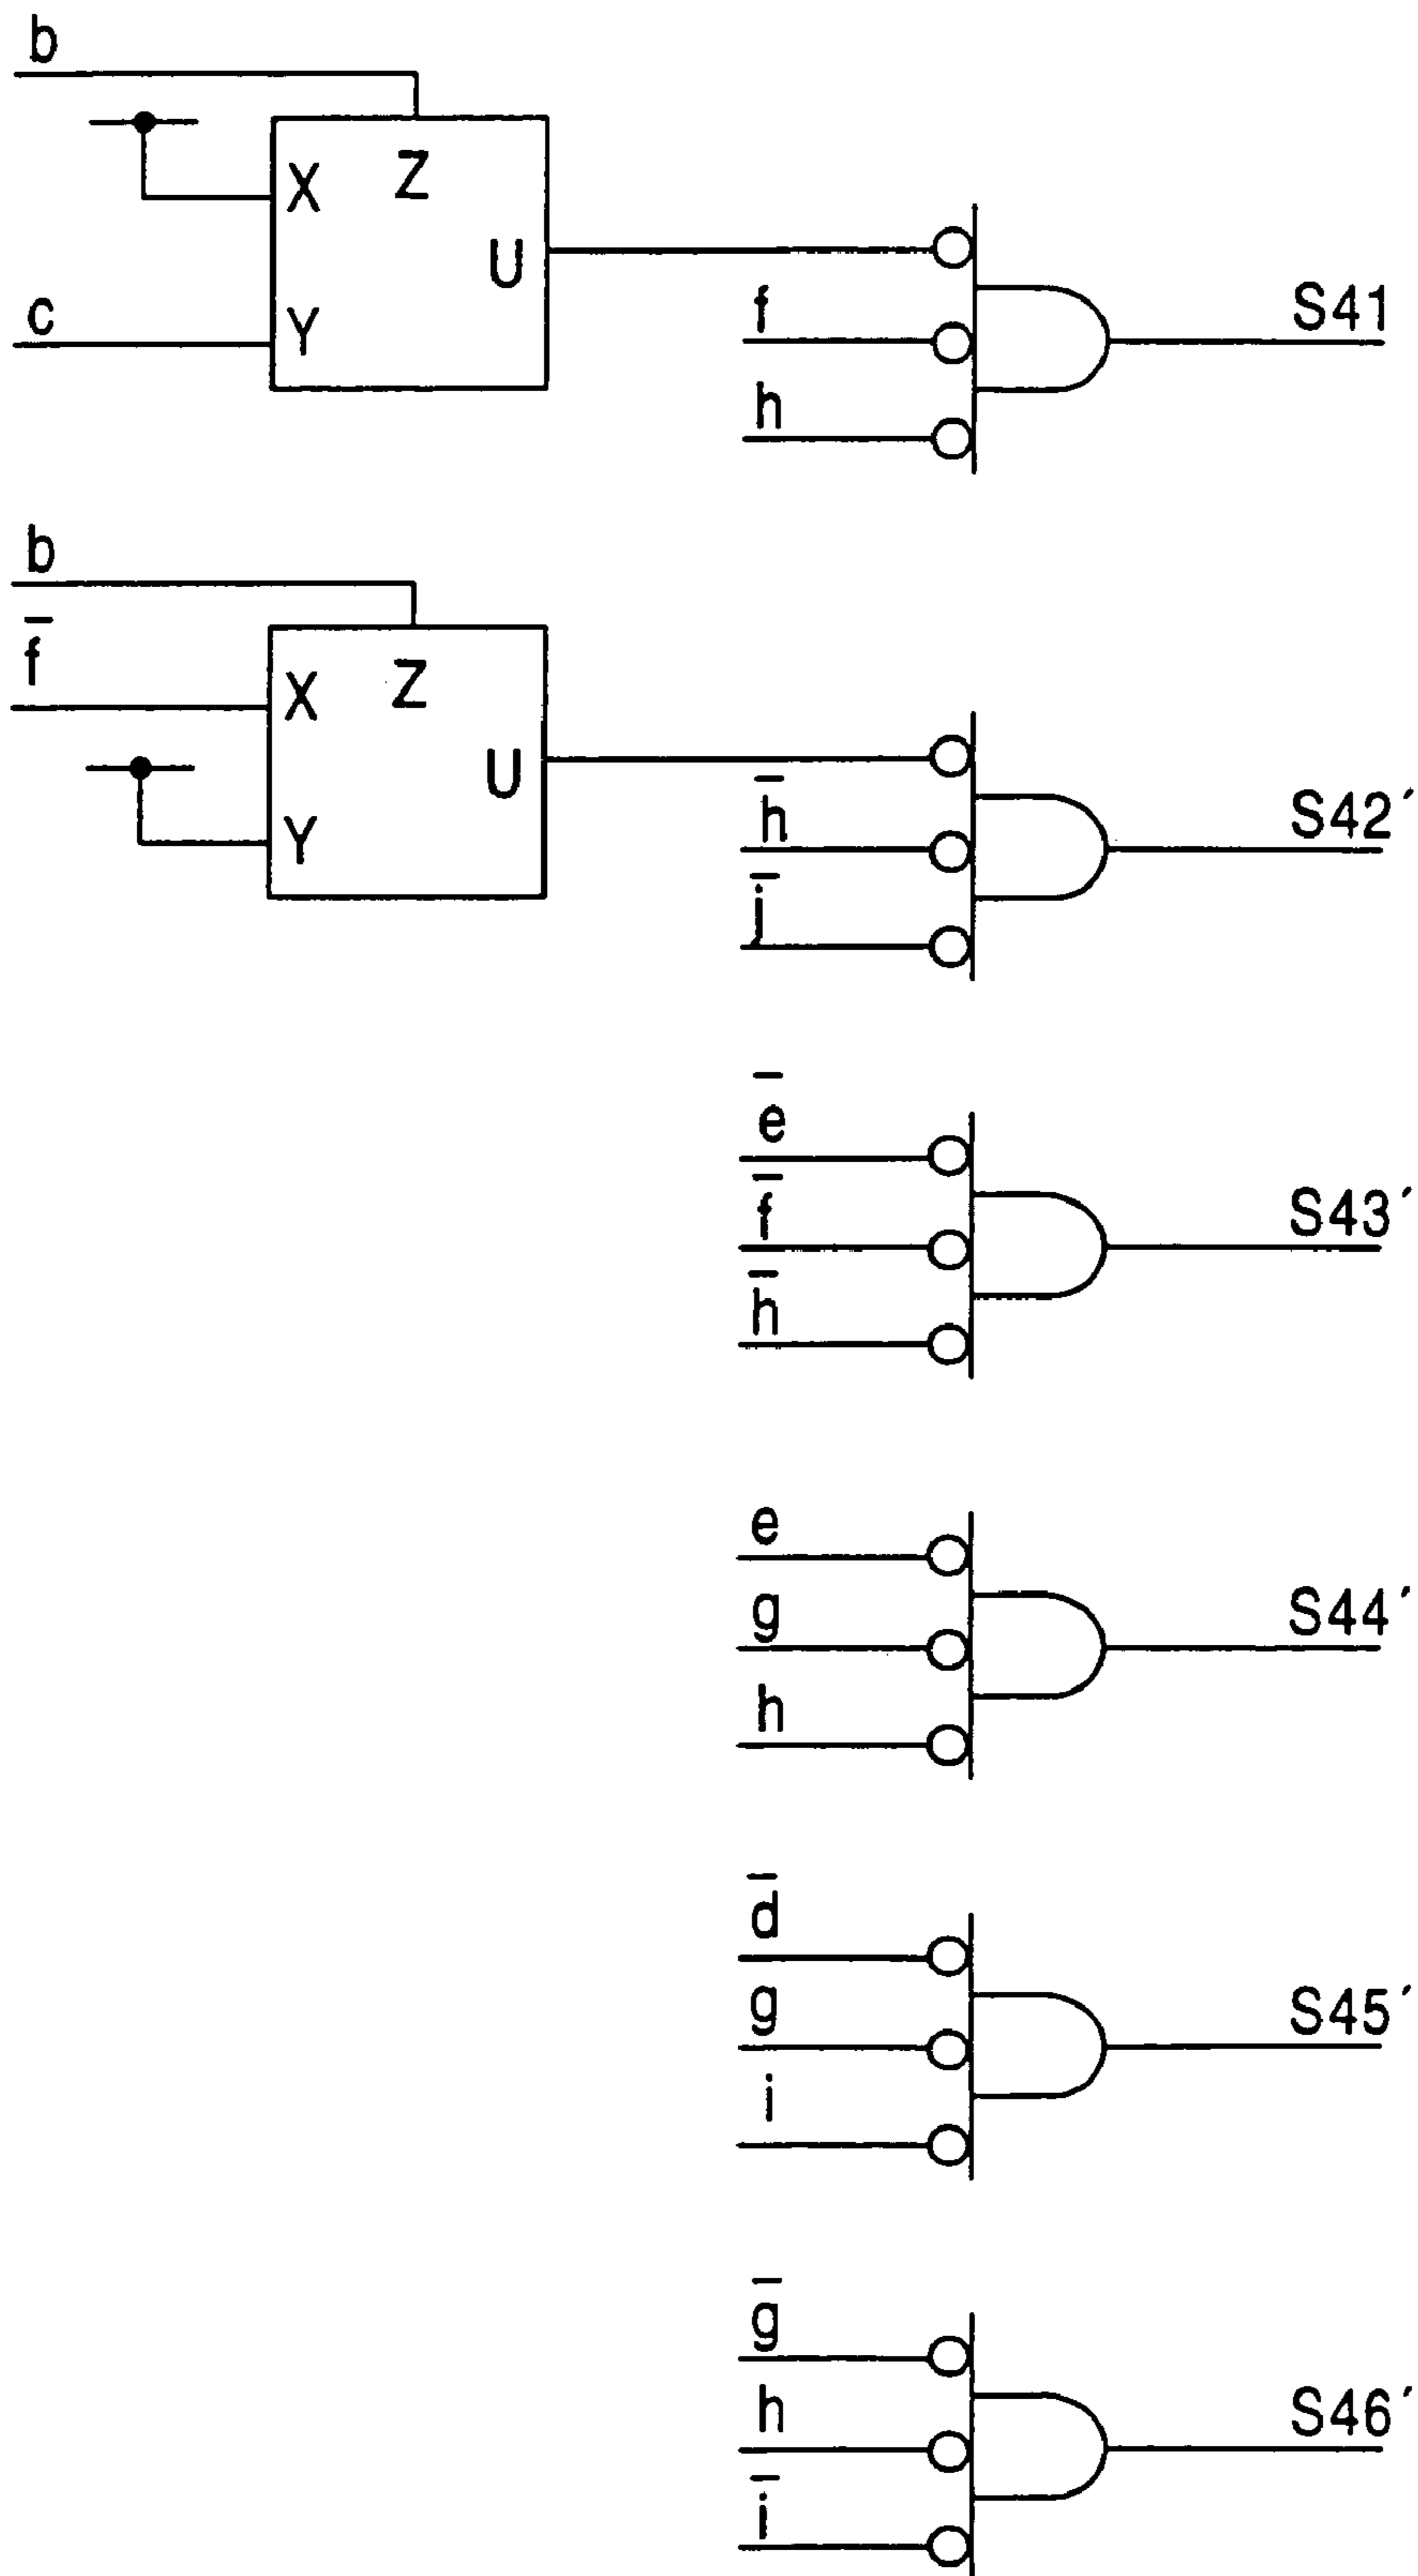 b
X Z
U
c
Y
f
h
S41
b
f̅
X Z
U
Y
h̅
j̅
S42′
e̅
f̅
h̅
S43′
e
g
h
S44′
d̅
g
i
S45′
g̅
h
i̅
S46′